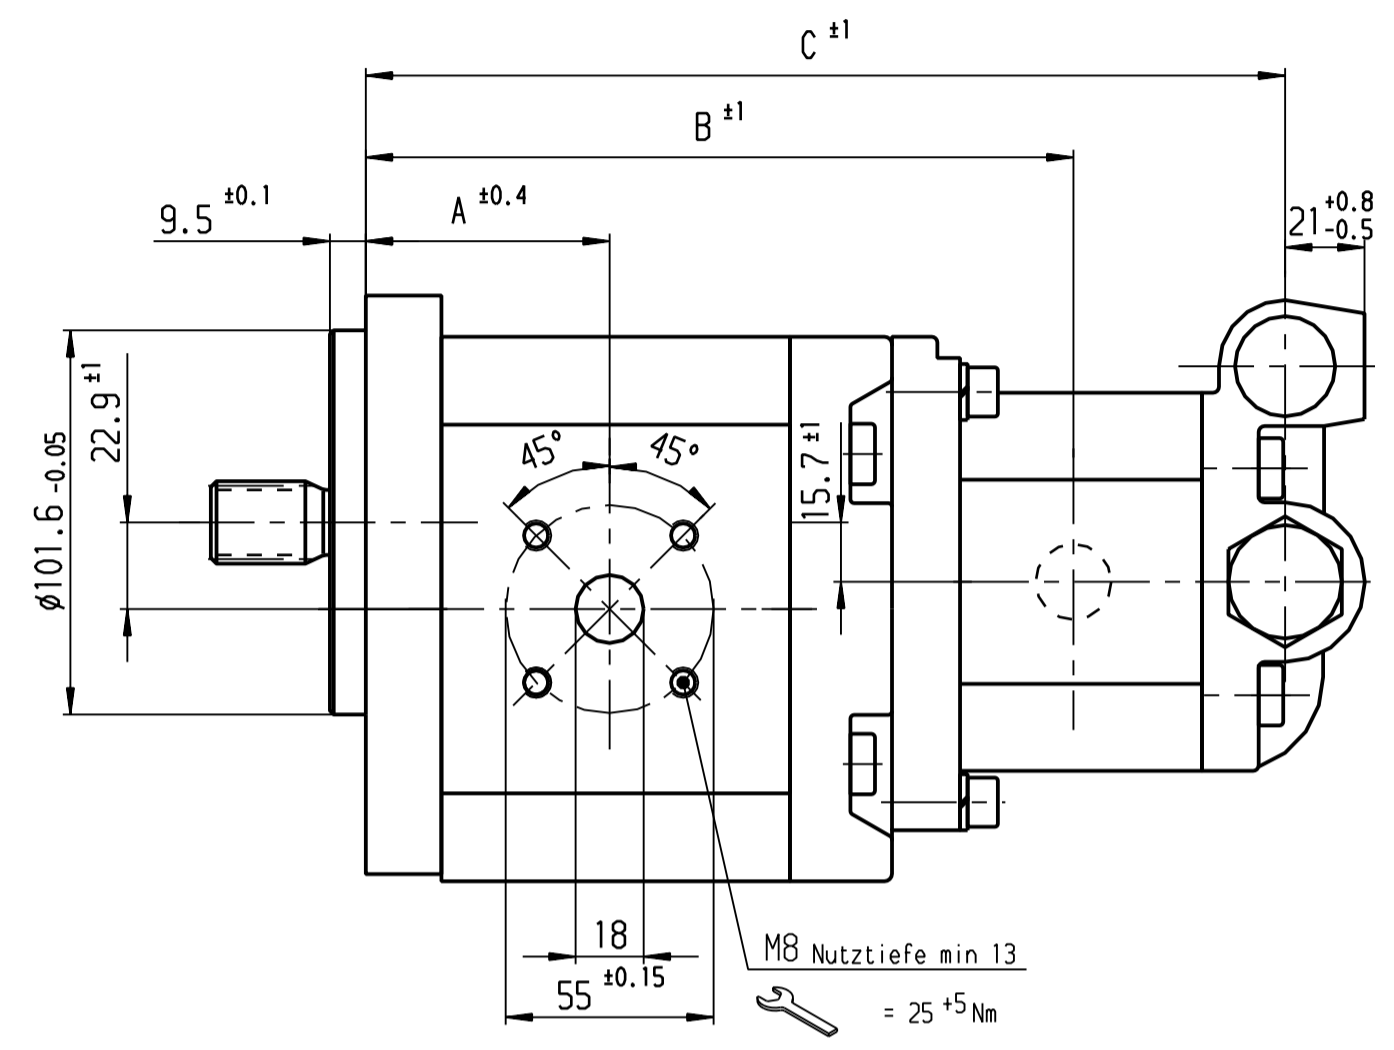 C ±1
B ±1
9.5 ±0.1
A ±0.4
21 +0.8 -0.5
ø101.6 -0.05
22.9 ±1
45° 45°
15.7 ±1
18
55 ±0.15
M8 Nutztiefe min 13
= 25 +5 Nm